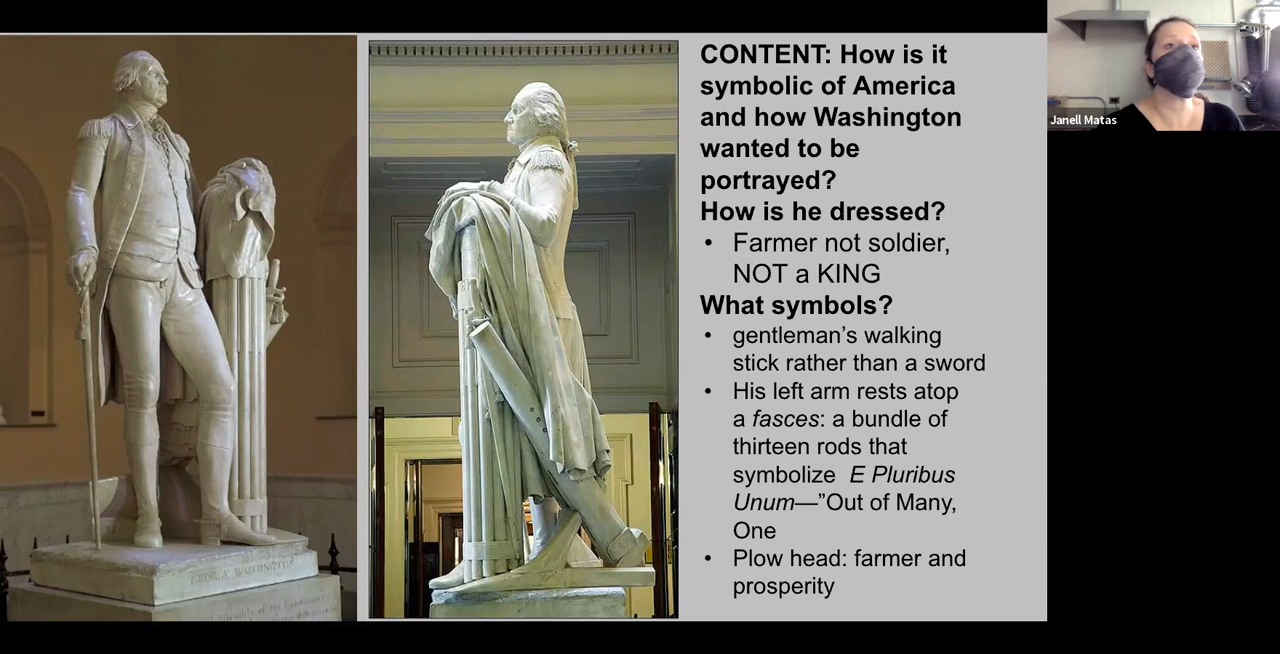 CONTENT: How is it
symbolic of America
and how Washington
wanted to be
portrayed?
How is he dressed?
• Farmer not soldier,
NOT a KING
What symbols?
• gentleman’s walking
stick rather than a sword
• His left arm rests atop
a fasces: a bundle of
thirteen rods that
symbolize E Pluribus
Unum—”Out of Many,
One
• Plow head: farmer and
prosperity
Janell Matas
GEORGE WASHINGTON